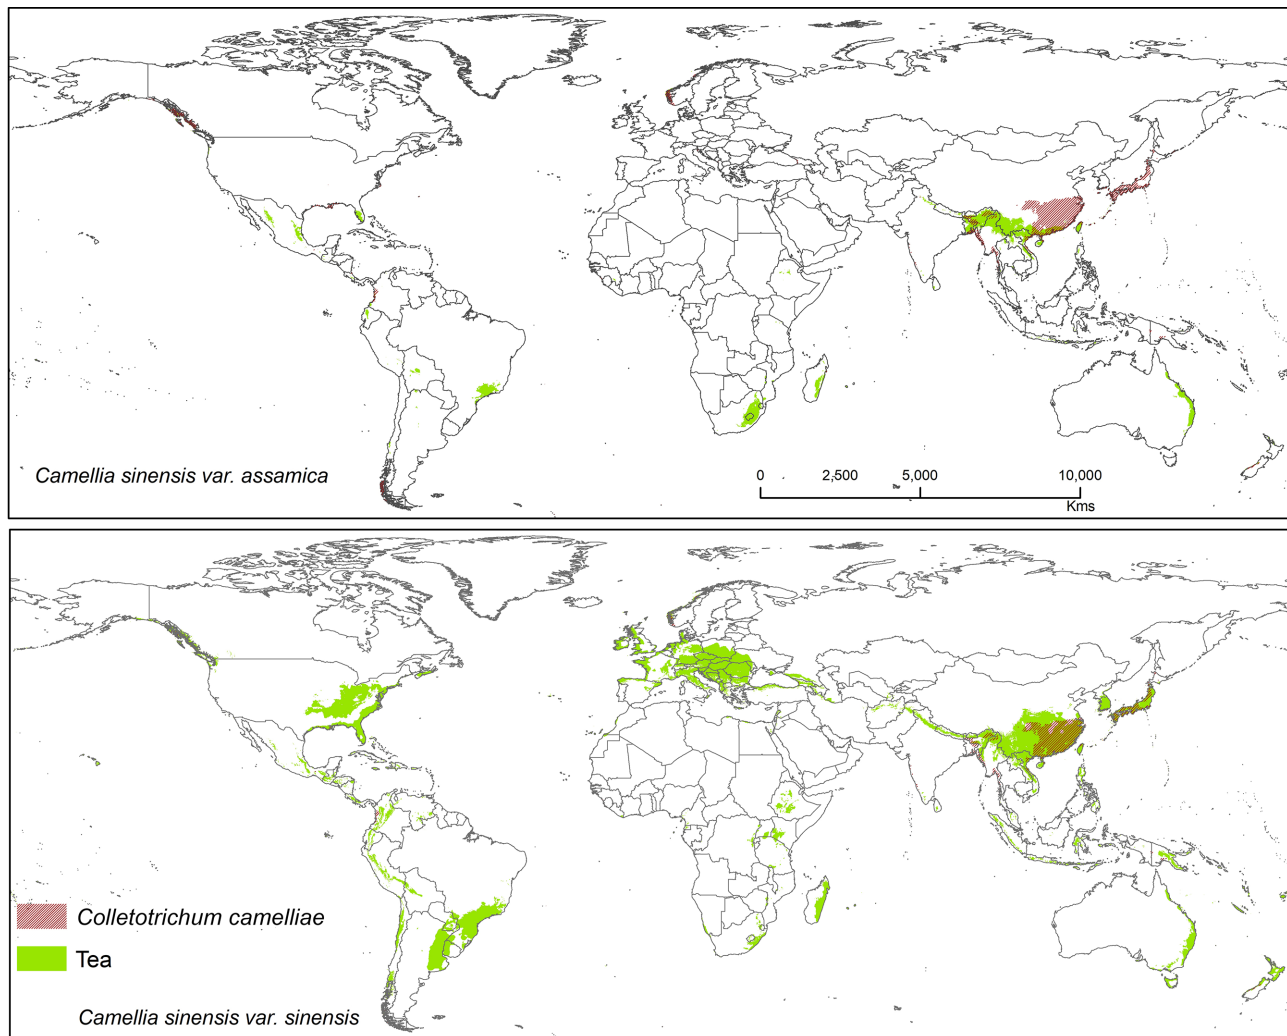 Camellia sinensis var. assamica
0 2,500 5,000 10,000
Kms
Colletotrichum camelliae
Tea
Camellia sinensis var. sinensis